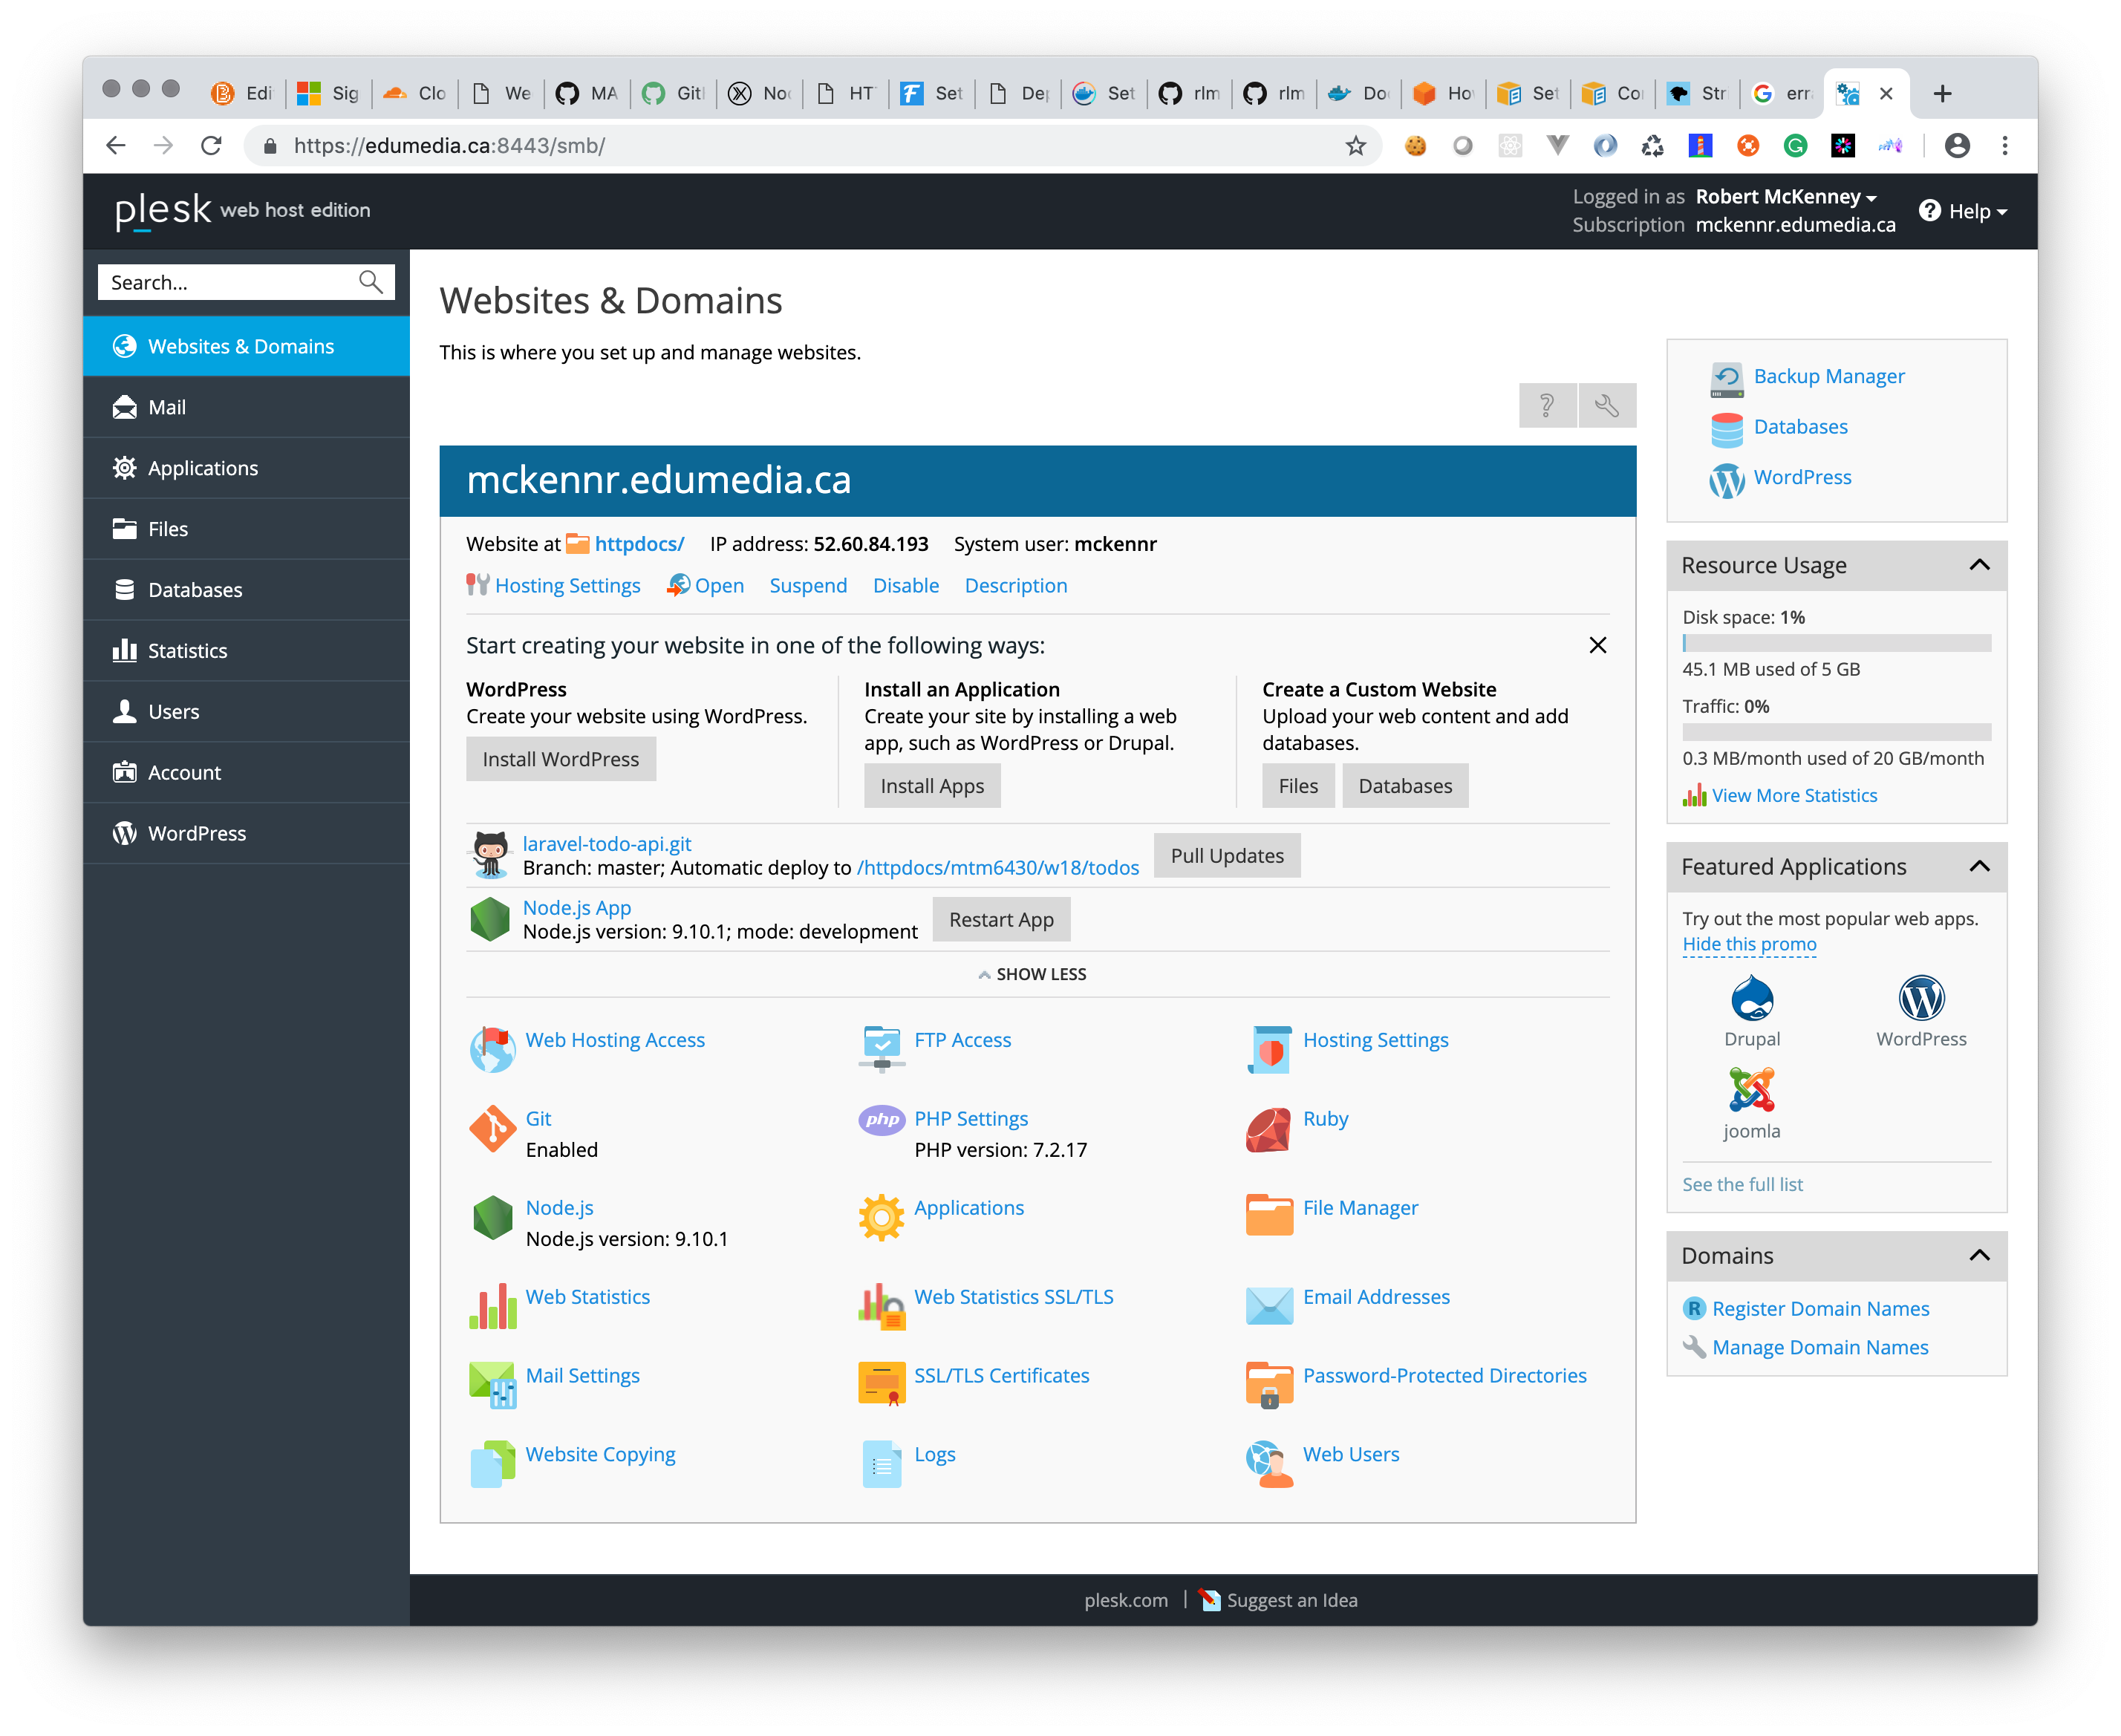 Edi
Sig
Clo
We
MA
Git
No
HT
Set
De
Set
rlm
rlm
Do
Ho
Set
Co
Str
err
https://edumedia.ca:8443/smb/
plesk web host edition
Logged in as Robert McKenney
Subscription mckennr.edumedia.ca
Help
Search...
Websites & Domains
Mail
Applications
Files
Databases
Statistics
Users
Account
WordPress
Websites & Domains
This is where you set up and manage websites.
mckennr.edumedia.ca
Website at httpdocs/ IP address: 52.60.84.193 System user: mckennr
Hosting Settings Open Suspend Disable Description
Start creating your website in one of the following ways:
WordPress
Create your website using WordPress.
Install WordPress
Install an Application
Create your site by installing a web
app, such as WordPress or Drupal.
Install Apps
Create a Custom Website
Upload your web content and add
databases.
Files Databases
laravel-todo-api.git
Branch: master; Automatic deploy to /httpdocs/mtm6430/w18/todos
Pull Updates
Node.js App
Node.js version: 9.10.1; mode: development
Restart App
SHOW LESS
Web Hosting Access
FTP Access
Hosting Settings
Git
Enabled
php
PHP Settings
PHP version: 7.2.17
Ruby
Node.js
Node.js version: 9.10.1
Applications
File Manager
Web Statistics
Web Statistics SSL/TLS
Email Addresses
Mail Settings
SSL/TLS Certificates
Password-Protected Directories
Website Copying
Logs
Web Users
Backup Manager
Databases
WordPress
Resource Usage
Disk space: 1%
45.1 MB used of 5 GB
Traffic: 0%
0.3 MB/month used of 20 GB/month
View More Statistics
Featured Applications
Try out the most popular web apps.
Hide this promo
Drupal
WordPress
joomla
See the full list
Domains
Register Domain Names
Manage Domain Names
plesk.com | Suggest an Idea